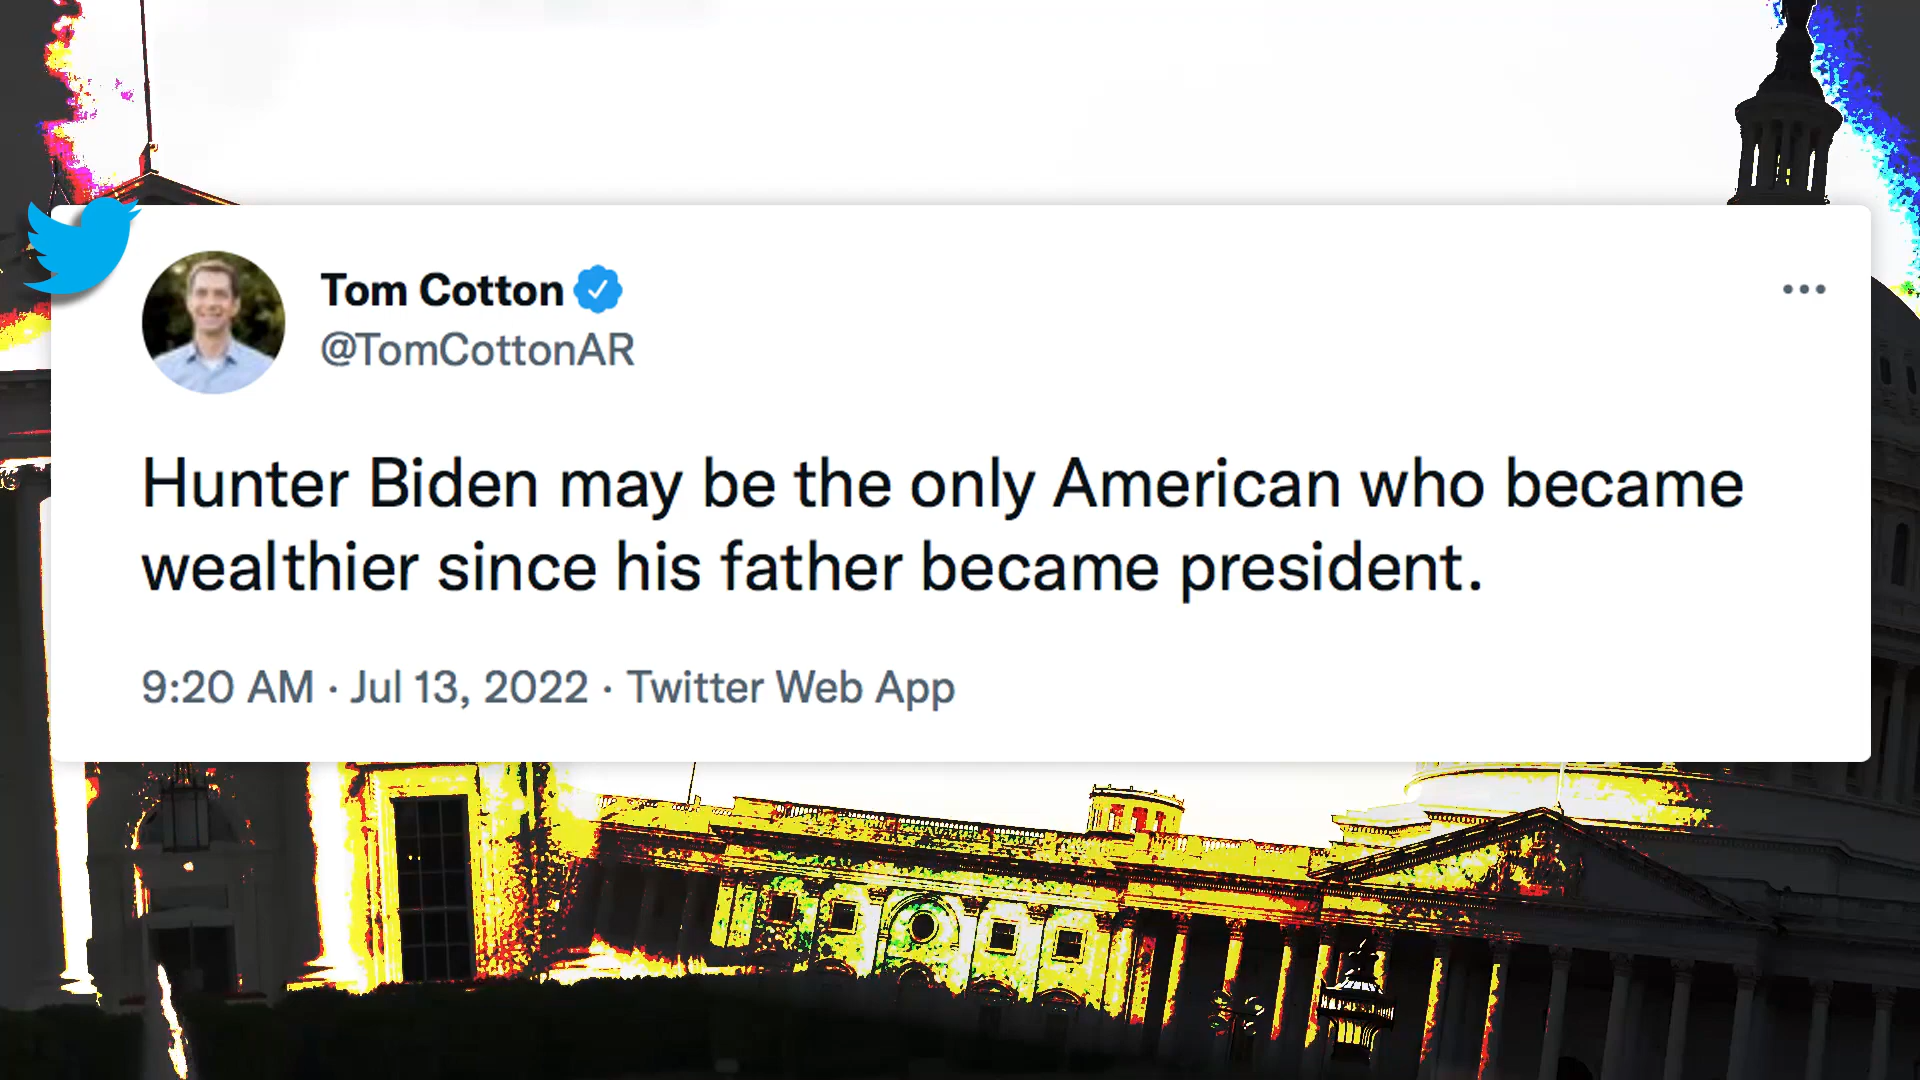 Tom Cotton
@TomCottonAR
Hunter Biden may be the only American who became
wealthier since his father became president.
9:20 AM · Jul 13, 2022 · Twitter Web App